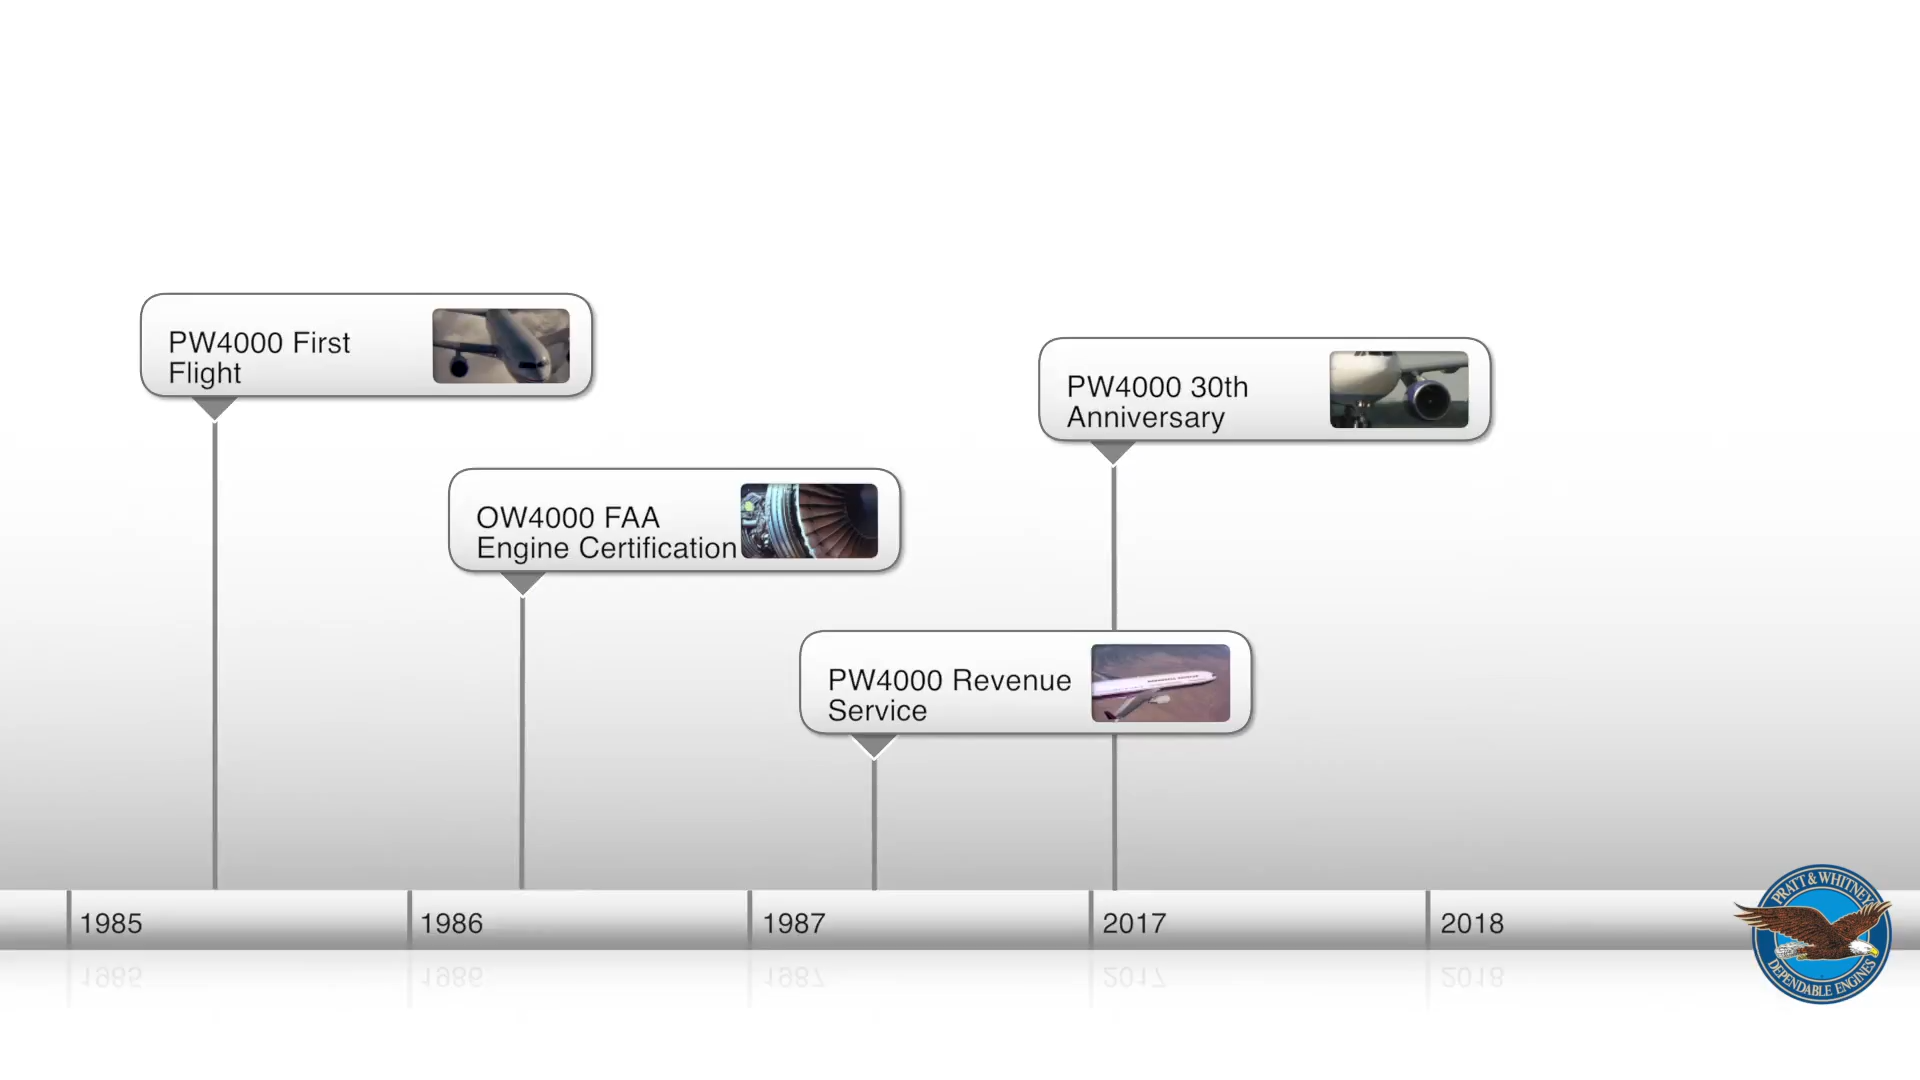 PW4000 First
Flight
PW4000 30th
Anniversary
OW4000 FAA
Engine Certification
PW4000 Revenue
Service
1985
1986
1987
2017
2018
PRATT & WHITNEY
DEPENDABLE ENGINES